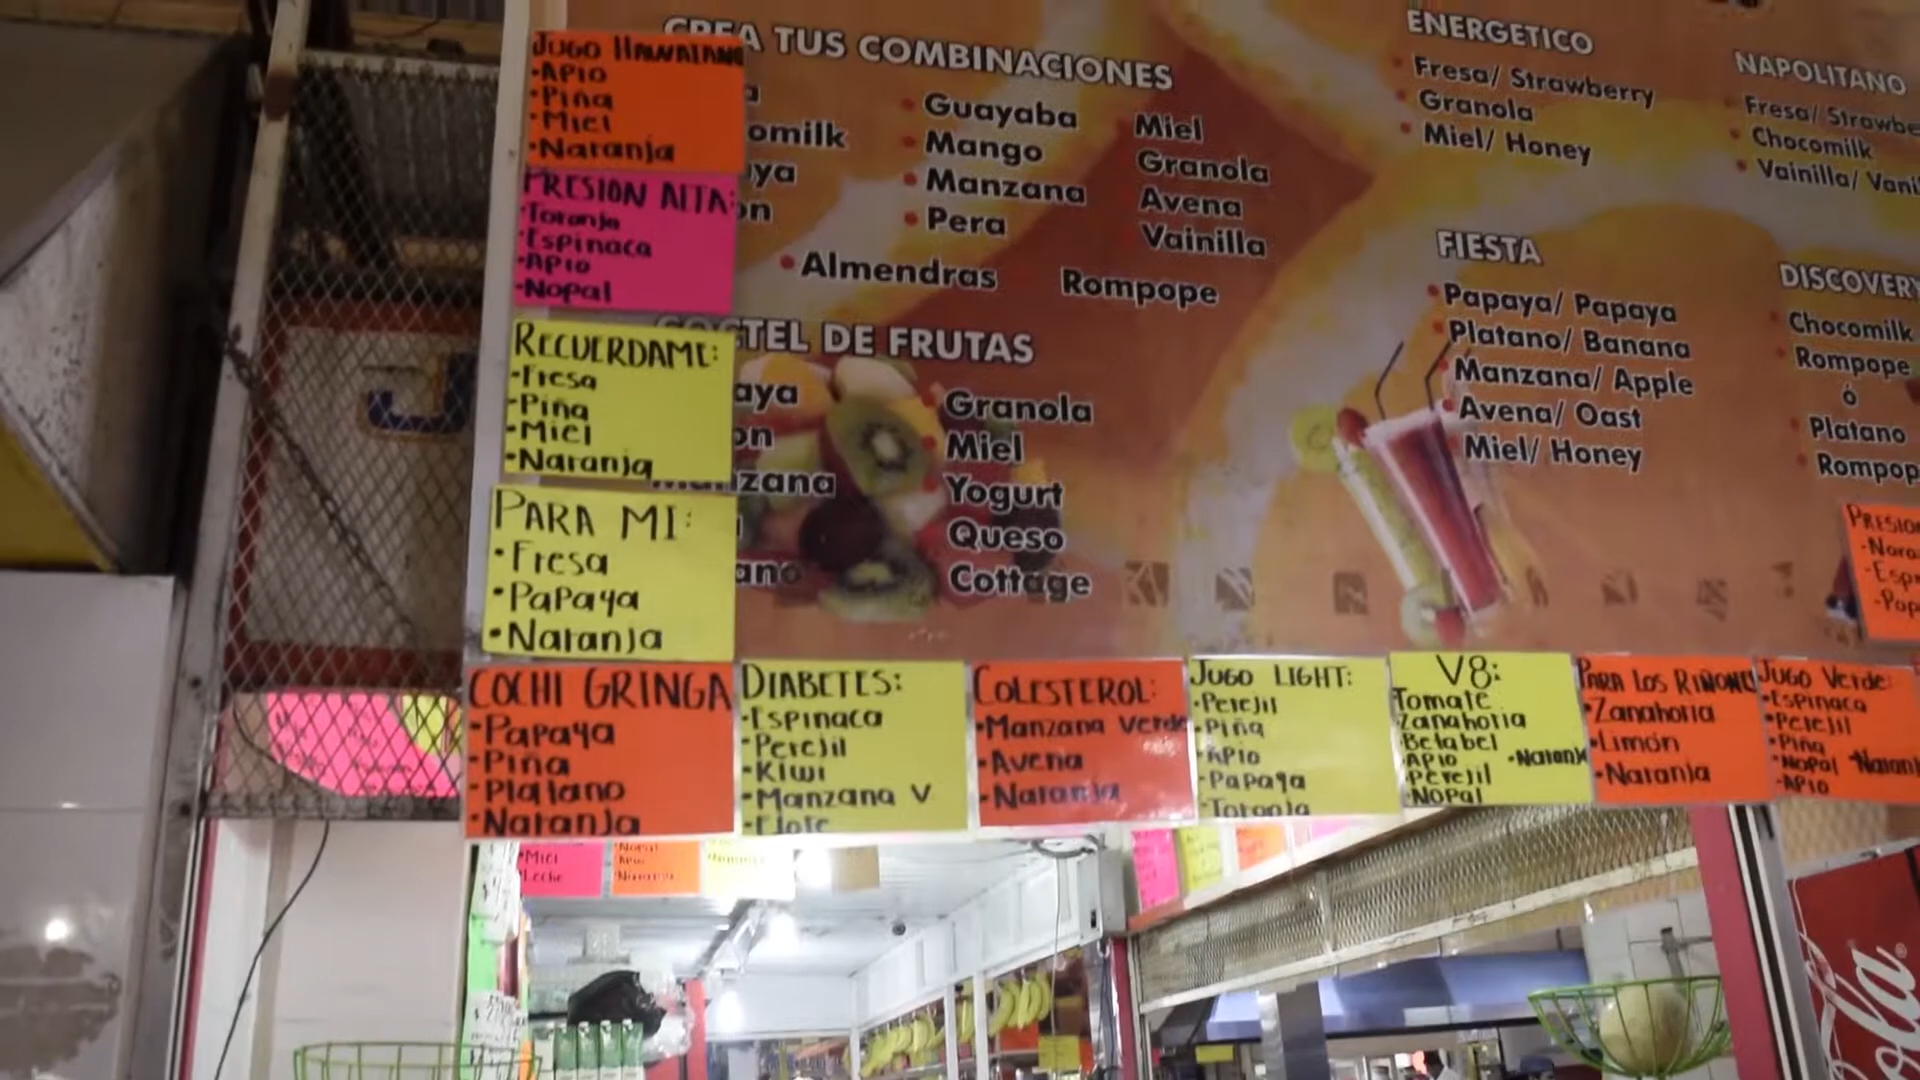 JUGO HAWAIANO
•APIO
•Piña
•Miel
•Naranja
PRESION ALTA:
•Toronja
•Espinaca
•APIO
•NoPal
RECUERDAME:
•Fresa
•Piña
•Miel
•Naranja
PARA MI:
•Fresa
•PaPaya
•Naranja
CREA TUS COMBINACIONES
• Guayaba
• Mango
• Manzana
• Pera
Miel
Granola
Avena
Vainilla
• Almendras
Rompope
DE FRUTAS
• Granola
• Miel
Yogurt
Queso
Cottage
ENERGETICO
• Fresa/ Strawberry
• Granola
• Miel/ Honey
NAPOLITANO
• Chocomilk
• Vainilla/
FIESTA
• Papaya/ Papaya
• Platano/ Banana
Manzana/ Apple
Avena/ Oast
Miel/ Honey
DISCOVERY
• Chocomilk
• Rompope
ó
• Platano
COCHI GRINGA
•PaPaya
•Piña
•Platano
•Naranja
DIABETES:
•Espinaca
•Perejil
•Kiwi
•Manzana V
COLESTEROL:
•Manzana Verde
•Avena
•Naranja
JUGO LIGHT:
•Perejil
•Piña
•APIO
•PaPaya
•Toronja
V8:
Tomate
Zanahoria
Betabel
APIO
•Naranja
Perejil
•NOPal
PARA LOS RIÑONES
•Zanahoria
•Limón
•Naranja
JUGO Verde:
•Espinaca
•Perejil
•Piña
•NoPal
•APIO
•Miel
Leche